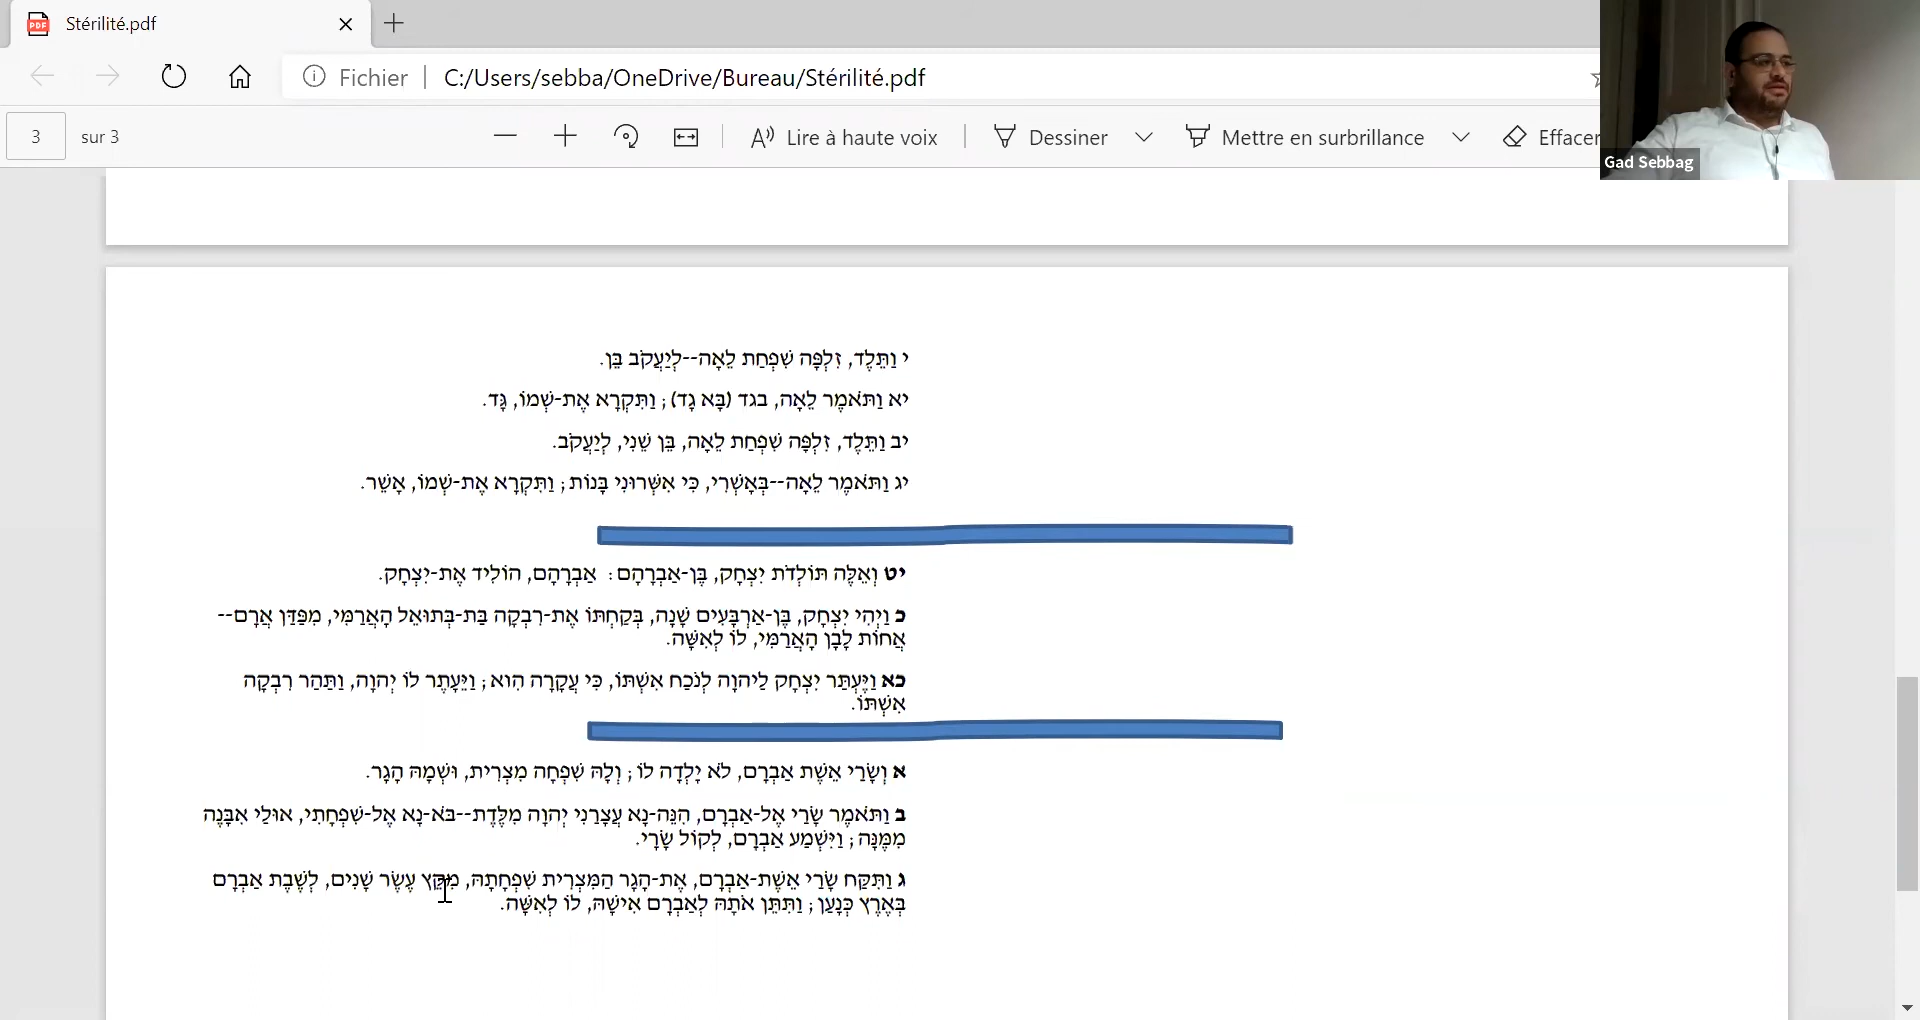 Stérilité.pdf
Fichier
C:/Users/sebba/OneDrive/Bureau/Stérilité.pdf
3
sur 3
Lire à haute voix
Dessiner
Mettre en surbrillance
Effacer
Gad Sebbag
י וַתֵּלֶד, זִלְפָּה שִׁפְחַת לֵאָה--לְיַעֲקֹב בֵּן.
יא וַתֹּאמֶר לֵאָה, בגד (בָּא גָד); וַתִּקְרָא אֶת-שְׁמוֹ, גָּד.
יב וַתֵּלֶד, זִלְפָּה שִׁפְחַת לֵאָה, בֵּן שֵׁנִי, לְיַעֲקֹב.
יג וַתֹּאמֶר לֵאָה--בְּאָשְׁרִי, כִּי אִשְּׁרוּנִי בָּנוֹת; וַתִּקְרָא אֶת-שְׁמוֹ, אָשֵׁר.
יט וְאֵלֶּה תּוֹלְדֹת יִצְחָק, בֶּן-אַבְרָהָם: אַבְרָהָם, הוֹלִיד אֶת-יִצְחָק.
כ וַיְהִי יִצְחָק, בֶּן-אַרְבָּעִים שָׁנָה, בְּקַחְתּוֹ אֶת-רִבְקָה בַּת-בְּתוּאֵל הָאֲרַמִּי, מִפַּדַּן אֲרָם--
אֲחוֹת לָבָן הָאֲרַמִּי, לוֹ לְאִשָּׁה.
כא וַיֶּעְתַּר יִצְחָק לַיהוָה לְנֹכַח אִשְׁתּוֹ, כִּי עֲקָרָה הִוא; וַיֵּעָתֶר לוֹ יְהוָה, וַתַּהַר רִבְקָה
אִשְׁתּוֹ.
א וְשָׂרַי אֵשֶׁת אַבְרָם, לֹא יָלְדָה לוֹ; וְלָהּ שִׁפְחָה מִצְרִית, וּשְׁמָהּ הָגָר.
ב וַתֹּאמֶר שָׂרַי אֶל-אַבְרָם, הִנֵּה-נָא עֲצָרַנִי יְהוָה מִלֶּדֶת--בֹּא-נָא אֶל-שִׁפְחָתִי, אוּלַי אִבָּנֶה
מִמֶּנָּה; וַיִּשְׁמַע אַבְרָם, לְקוֹל שָׂרָי.
ג וַתִּקַּח שָׂרַי אֵשֶׁת-אַבְרָם, אֶת-הָגָר הַמִּצְרִית שִׁפְחָתָהּ, מִקֵּץ עֶשֶׂר שָׁנִים, לְשֶׁבֶת אַבְרָם
בְּאֶרֶץ כְּנָעַן; וַתִּתֵּן אֹתָהּ לְאַבְרָם אִישָׁהּ, לוֹ לְאִשָּׁה.